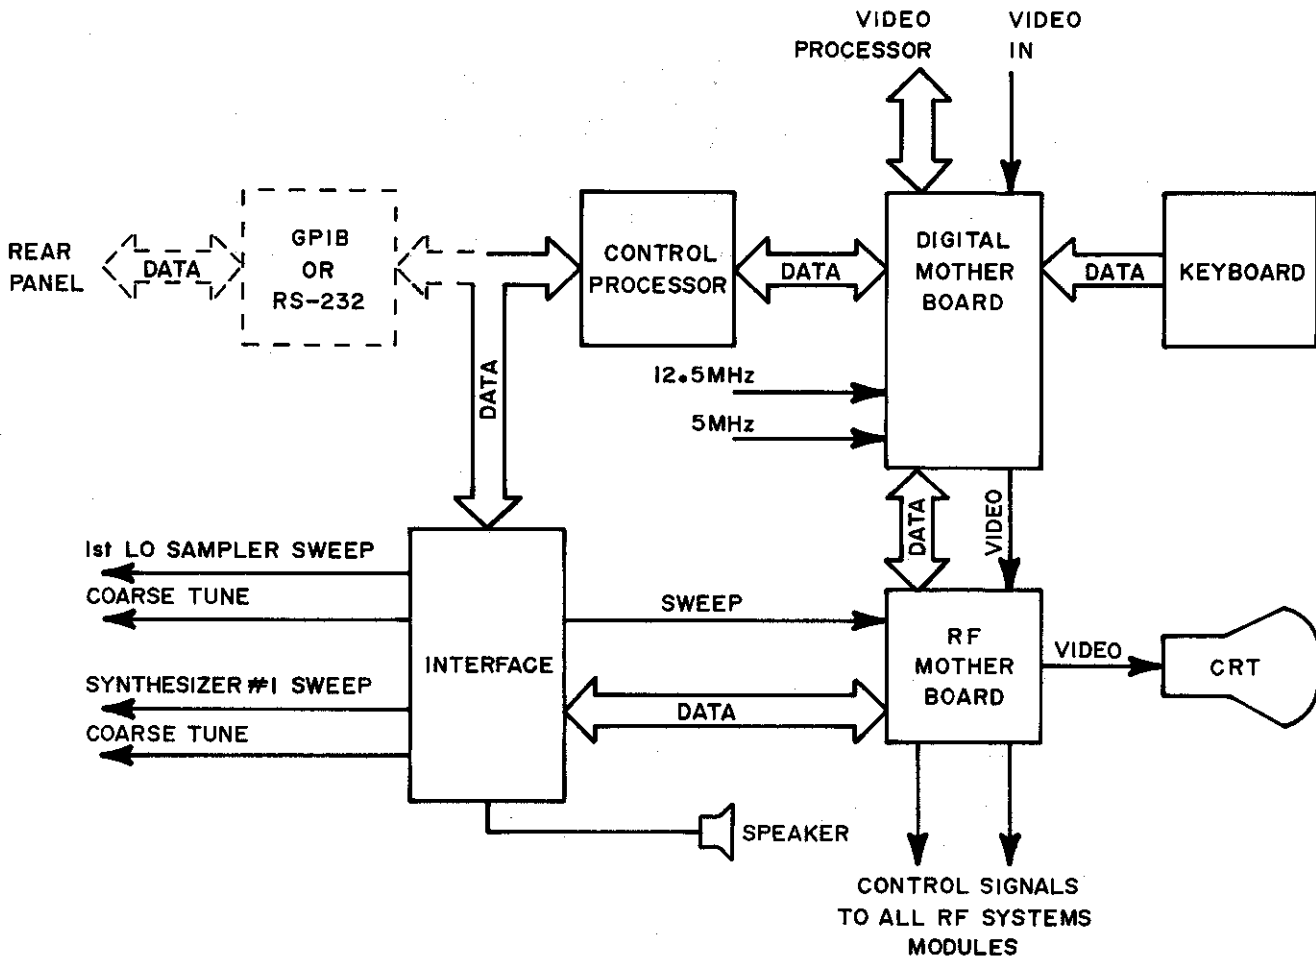 VIDEO
PROCESSOR
VIDEO
IN
REAR
PANEL
DATA
GPIB
OR
RS-232
CONTROL
PROCESSOR
DATA
DIGITAL
MOTHER
BOARD
DATA
KEYBOARD
DATA
12.5MHz
5MHz
DATA
VIDEO
1st LO SAMPLER SWEEP
COARSE TUNE
SYNTHESIZER #1 SWEEP
COARSE TUNE
INTERFACE
SWEEP
DATA
RF
MOTHER
BOARD
VIDEO
CRT
SPEAKER
CONTROL SIGNALS
TO ALL RF SYSTEMS
MODULES